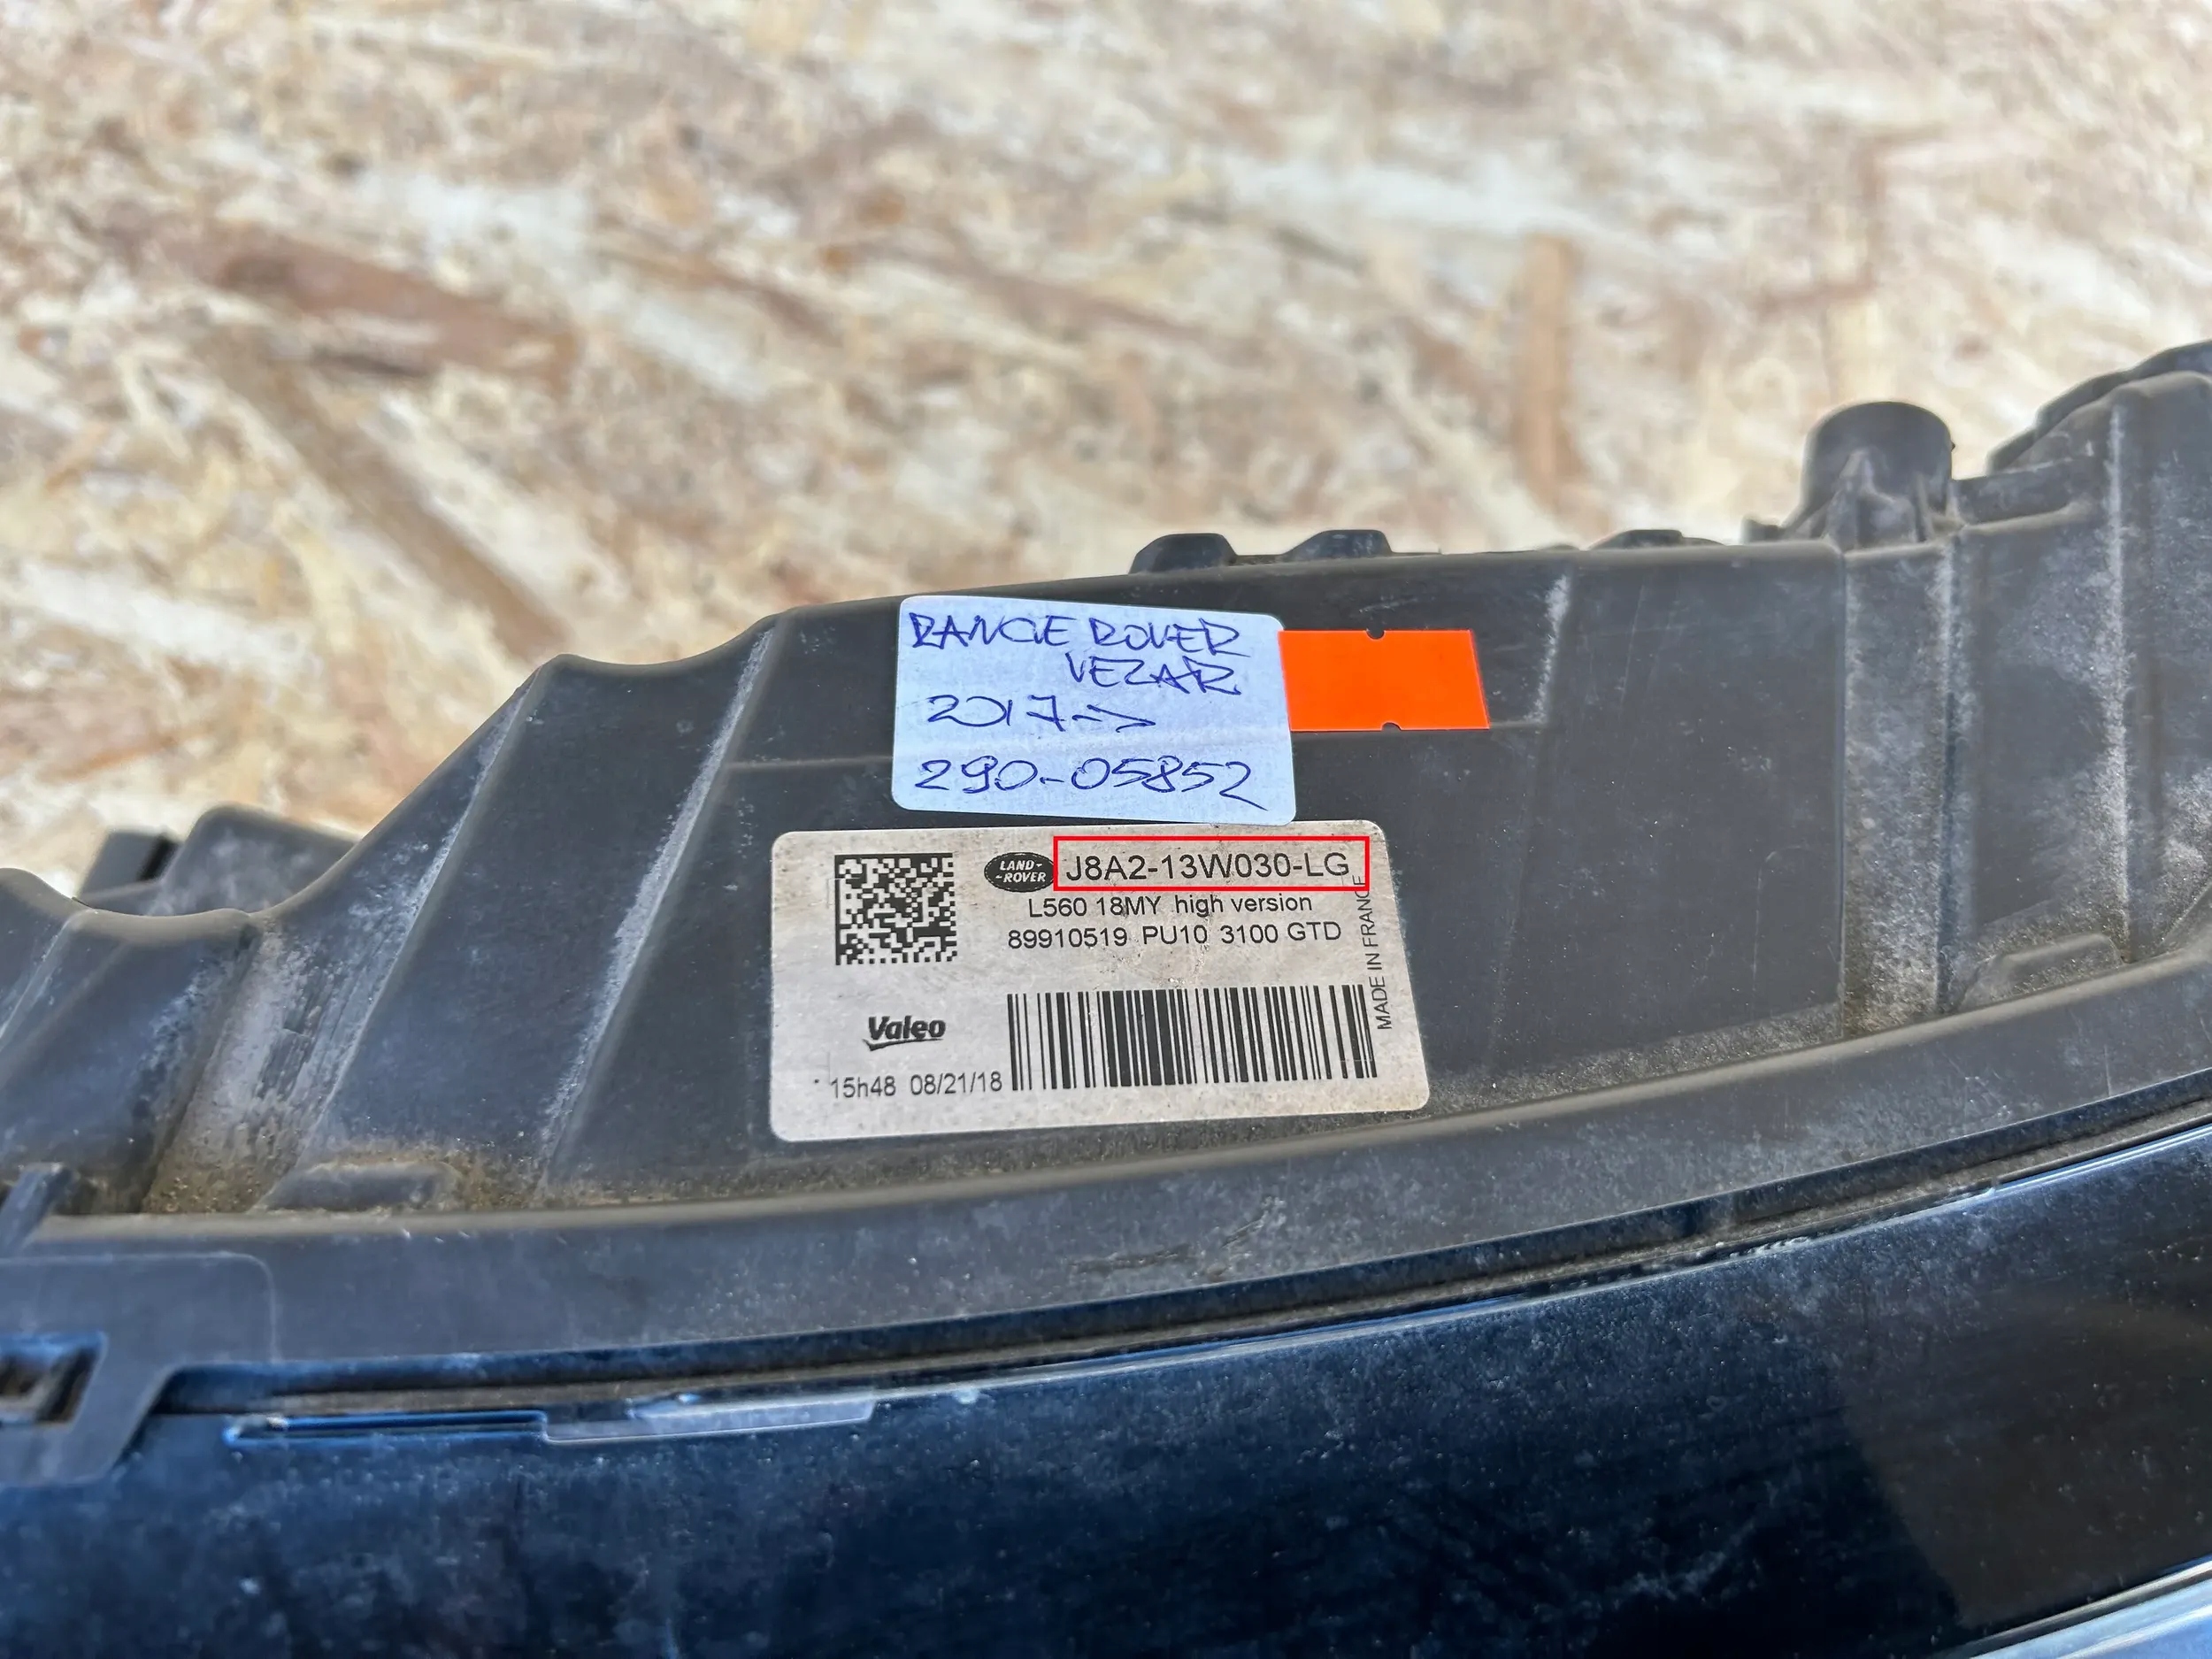 RANGE ROVER
VEZAR
2017->
290-05852
LAND-
-ROVER
J8A2-13W030-LG
L560 18MY high version
89910519 PU10 3100 GTD
MADE IN FRANCE
Valeo
15h48 08/21/18